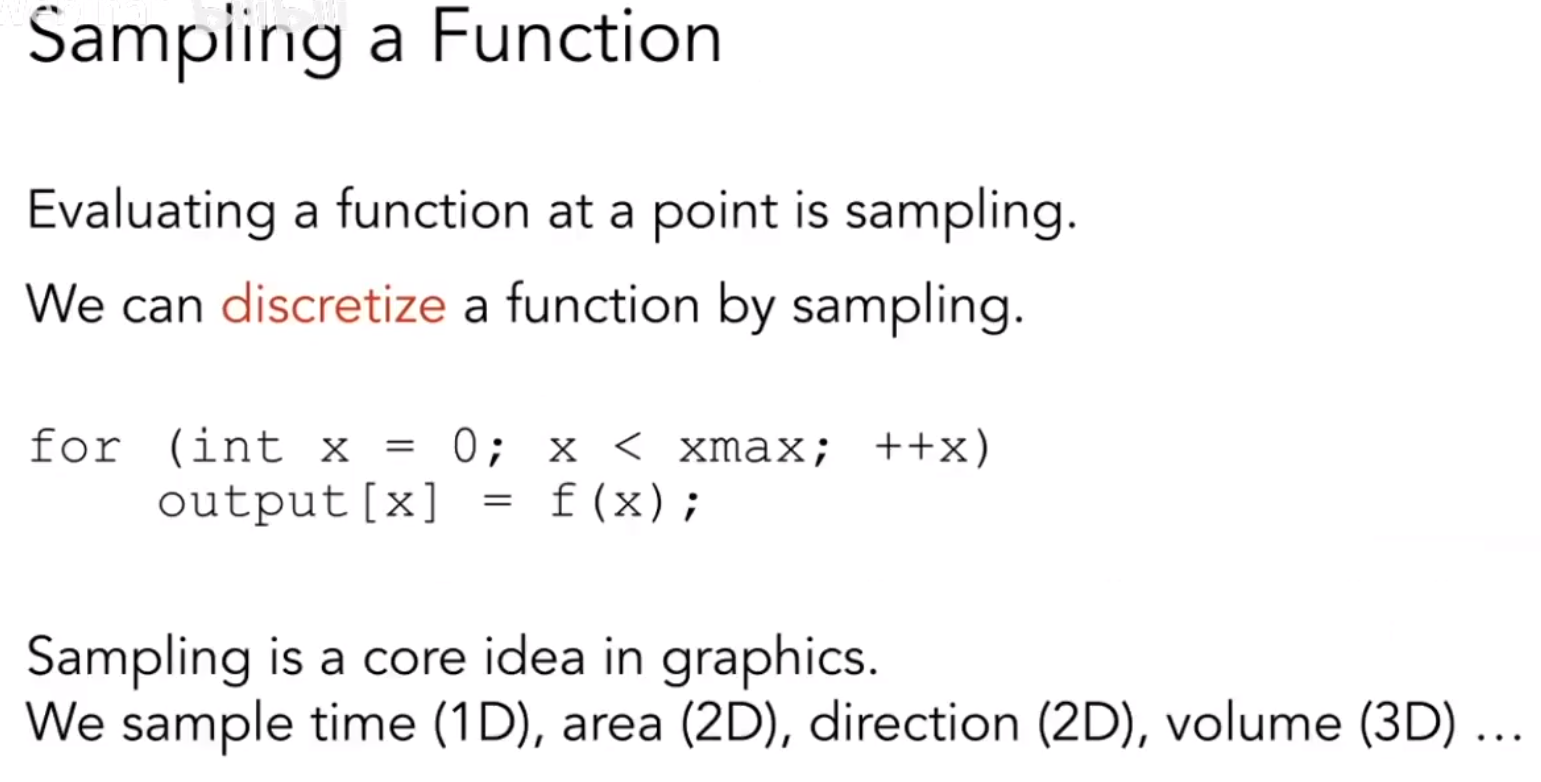 Sampling a Function
Evaluating a function at a point is sampling.
We can discretize a function by sampling.
for (int x = 0; x < xmax; ++x)
    output[x] = f(x);
Sampling is a core idea in graphics.
We sample time (1D), area (2D), direction (2D), volume (3D) ...